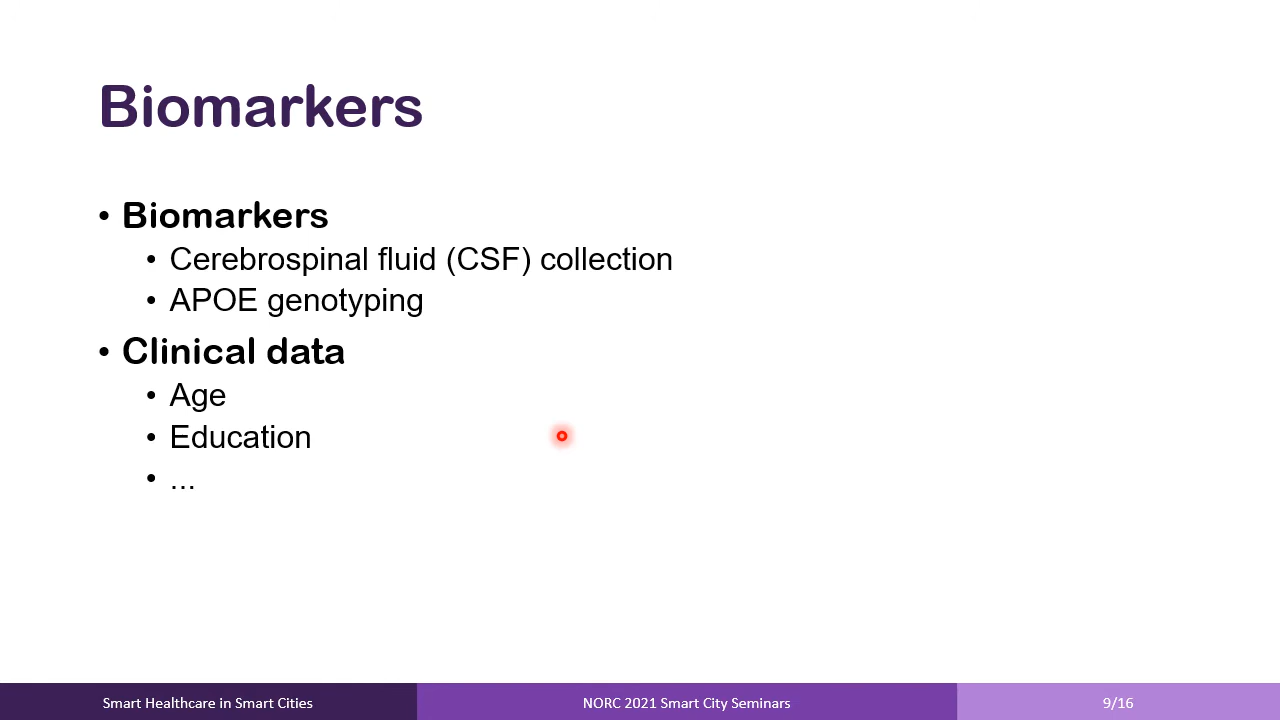 Biomarkers
• Biomarkers
• Cerebrospinal fluid (CSF) collection
• APOE genotyping
• Clinical data
• Age
• Education
• ...
Smart Healthcare in Smart Cities
NORC 2021 Smart City Seminars
9/16